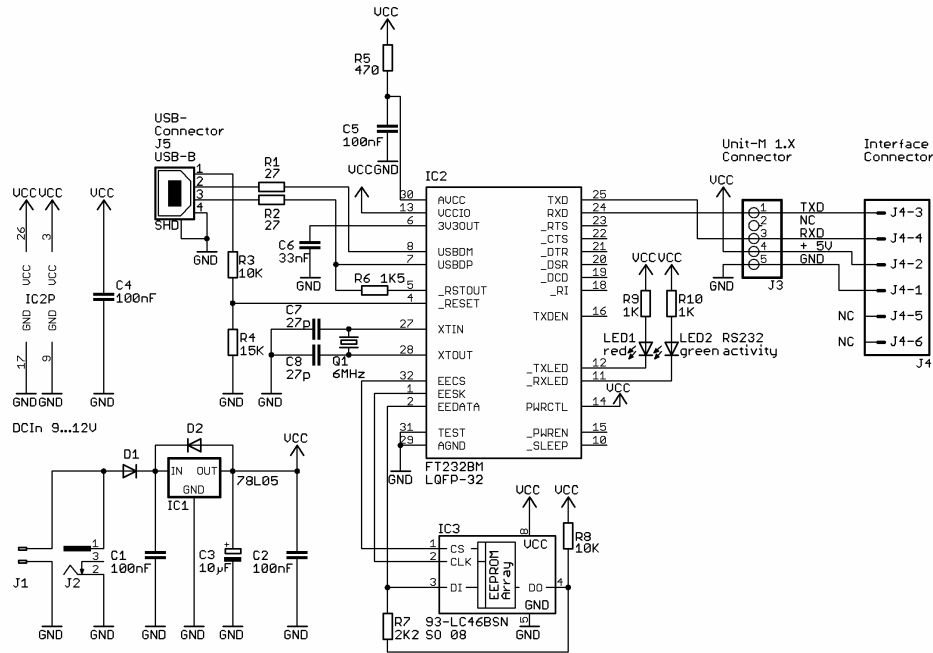 VCC
R5
470
C5
100nF
VCC
GND
USB-
Connector
J5
USB-B
1
2
3
4
SHD
GND
R1
27
R2
27
C6
33nF
GND
R3
10K
R4
15K
GND
R6 1K5
C7
27p
C8
27p
Q1
6MHz
GND
VCC VCC
26
3
VCC
VCC
IC2P
GND
GND
17
9
GND GND
VCC
C4
100nF
GND
IC2
30 AVCC
13 VCCIO
6 3V3OUT
8 USBDM
7 USBDP
5 _RSTOUT
4 _RESET
27 XTIN
28 XTOUT
32 EECS
1 EESK
2 EEDATA
31 TEST
29 AGND
GND
TXD 25
RXD 24
_RTS 23
_CTS 22
_DTR 21
_DSR 20
_DCD 19
_RI 18
TXDEN 16
_TXLED 12
_RXLED 11
PWRCTL 14
_PWREN 15
_SLEEP 10
FT232BM
LQFP-32
VCC
VCC VCC
R9
1K
R10
1K
LED1
red
LED2 RS232
green activity
Unit-M 1.X
Connector
VCC
1 TXD
2 NC
3 RXD
4 + 5V
5 GND
J3
GND
Interface
Connector
J4-3
J4-4
J4-2
J4-1
NC J4-5
NC J4-6
J4
DCIn 9...12V
D1
D2
IN OUT
GND
78L05
IC1
VCC
J1
J2
1
3
2
C1
100nF
C3
+
10µF
C2
100nF
GND GND GND GND GND GND
IC3
1 CS
2 CLK
3 DI
EEPROM
Array
VCC
8
VCC
DO 4
GND
5
GND
93-LC46BSN
SO 08
VCC
R8
10K
R7
2K2